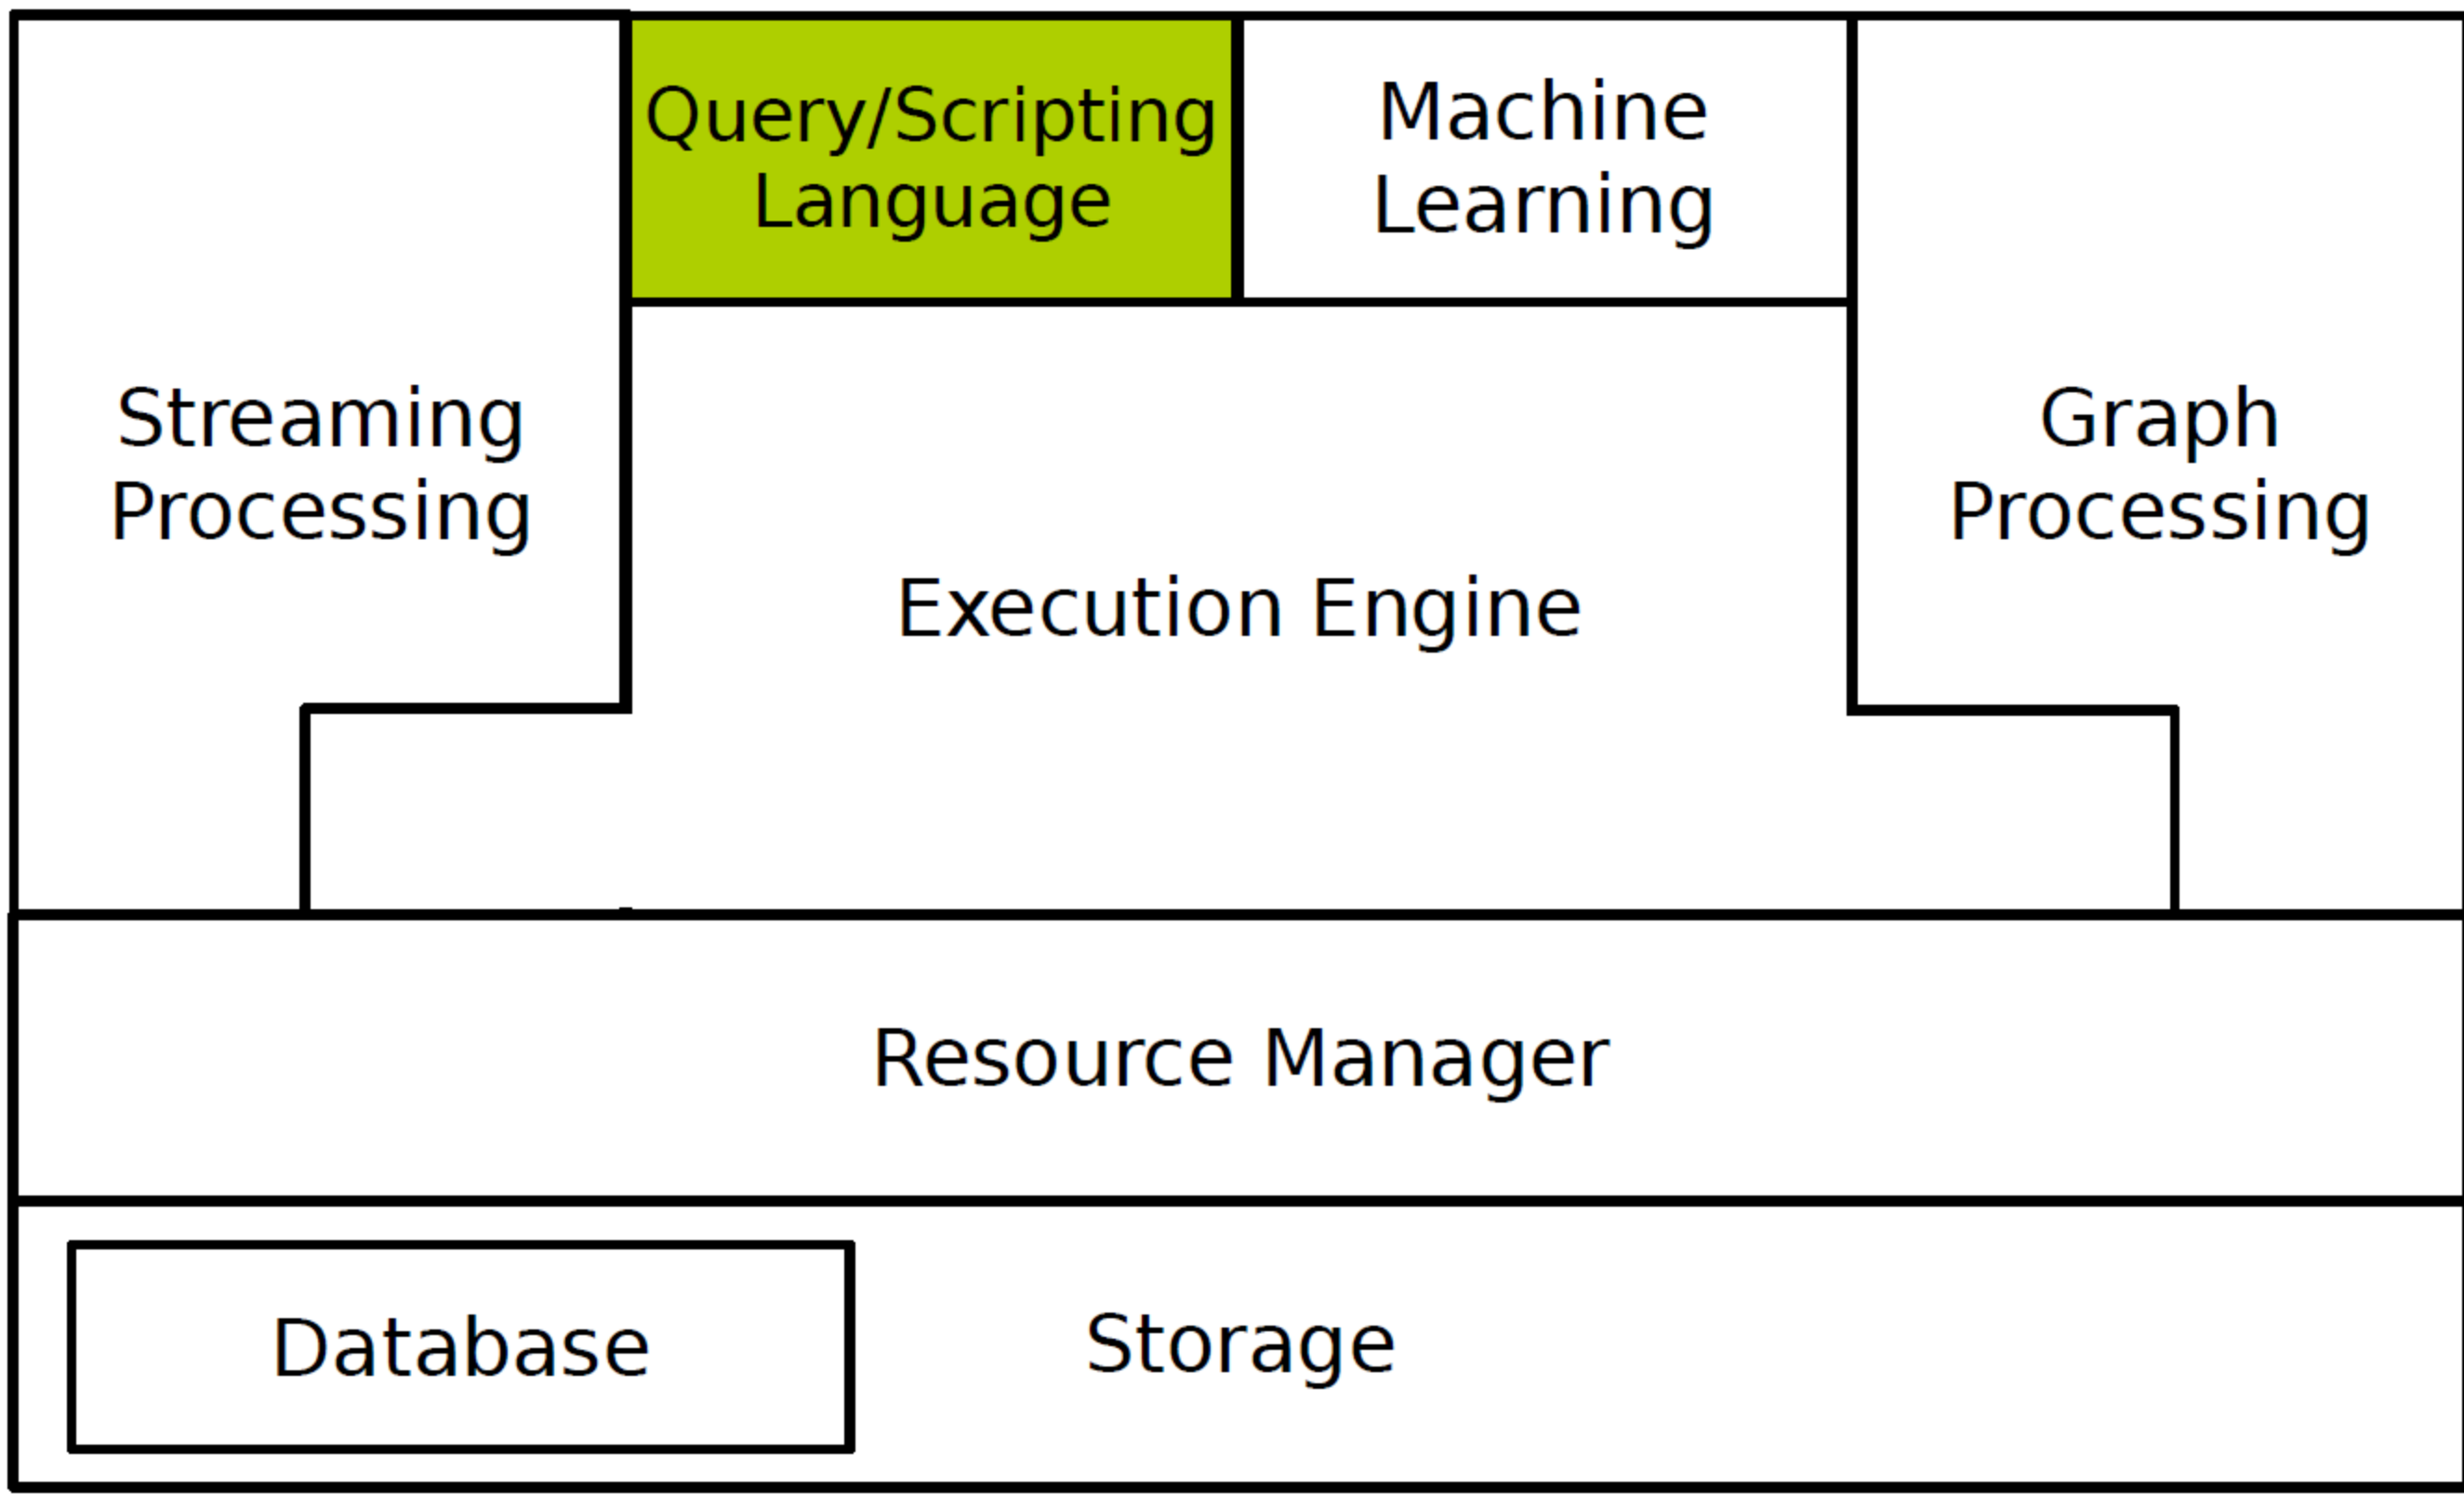 Query/Scripting
Language
Machine
Learning
Streaming
Processing
Graph
Processing
Execution Engine
Resource Manager
Database
Storage